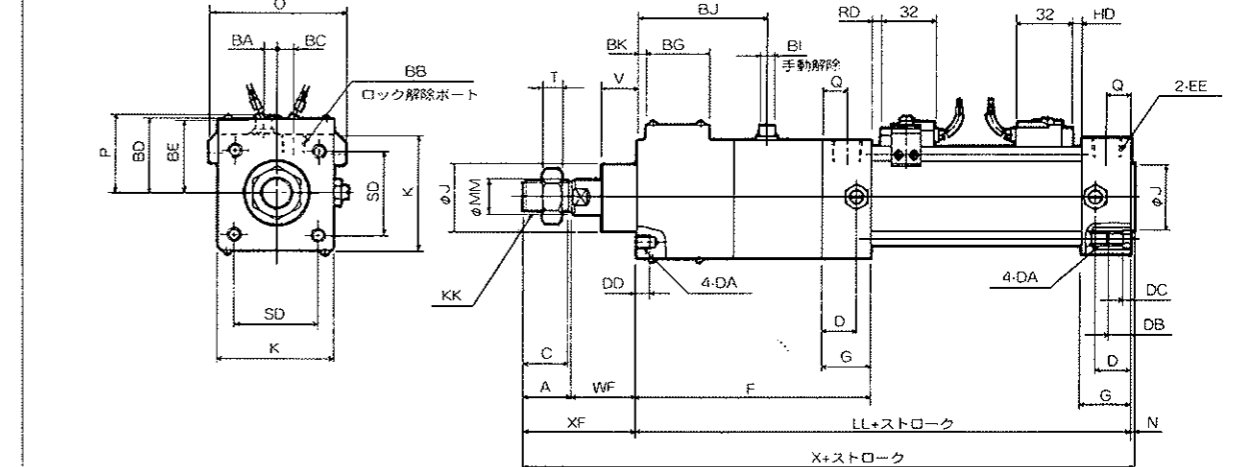 O
BA
BC
BB
ロック解除ポート
P
BD
BE
SD
K
SD
K
BJ
BK
BG
BI
手動解除
RD
32
32
HD
T
V
Q
Q
2-EE
φJ
φMM
φJ
KK
DD
4-DA
4-DA
DC
DB
C
D
D
G
G
A
WF
F
XF
LL+ストローク
N
X+ストローク